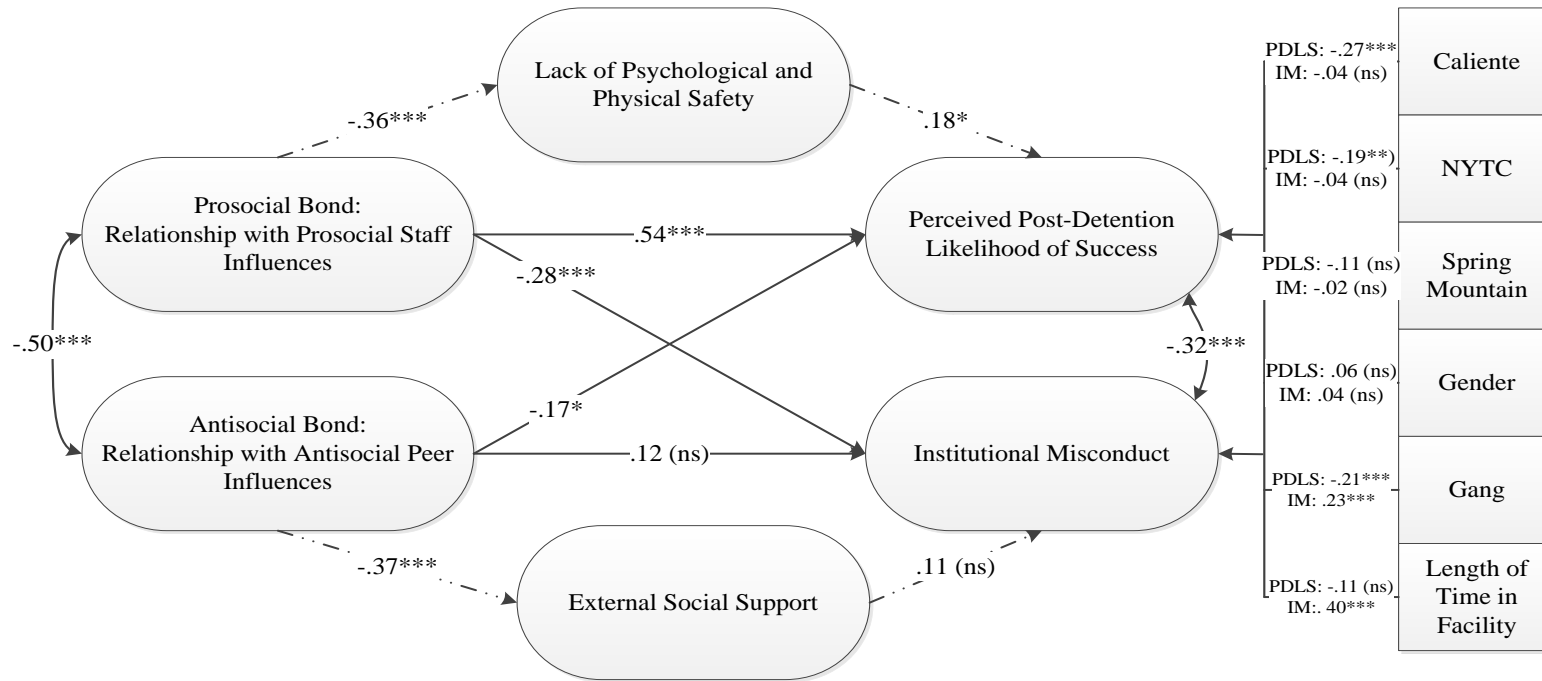 Lack of Psychological and
Physical Safety
-.36***
.18*
Prosocial Bond:
Relationship with Prosocial Staff
Influences
Perceived Post-Detention
Likelihood of Success
.54***
-.28***
-.50***
-.32***
-.17*
Antisocial Bond:
Relationship with Antisocial Peer
Influences
.12 (ns)
Institutional Misconduct
-.37***
.11 (ns)
External Social Support
PDLS: -.27***
IM: -.04 (ns)
Caliente
PDLS: -.19**)
IM: -.04 (ns)
NYTC
PDLS: -.11 (ns)
IM: -.02 (ns)
Spring
Mountain
PDLS: .06 (ns)
IM: .04 (ns)
Gender
PDLS: -.21***
IM: .23***
Gang
PDLS: -.11 (ns)
IM:. 40***
Length of
Time in
Facility